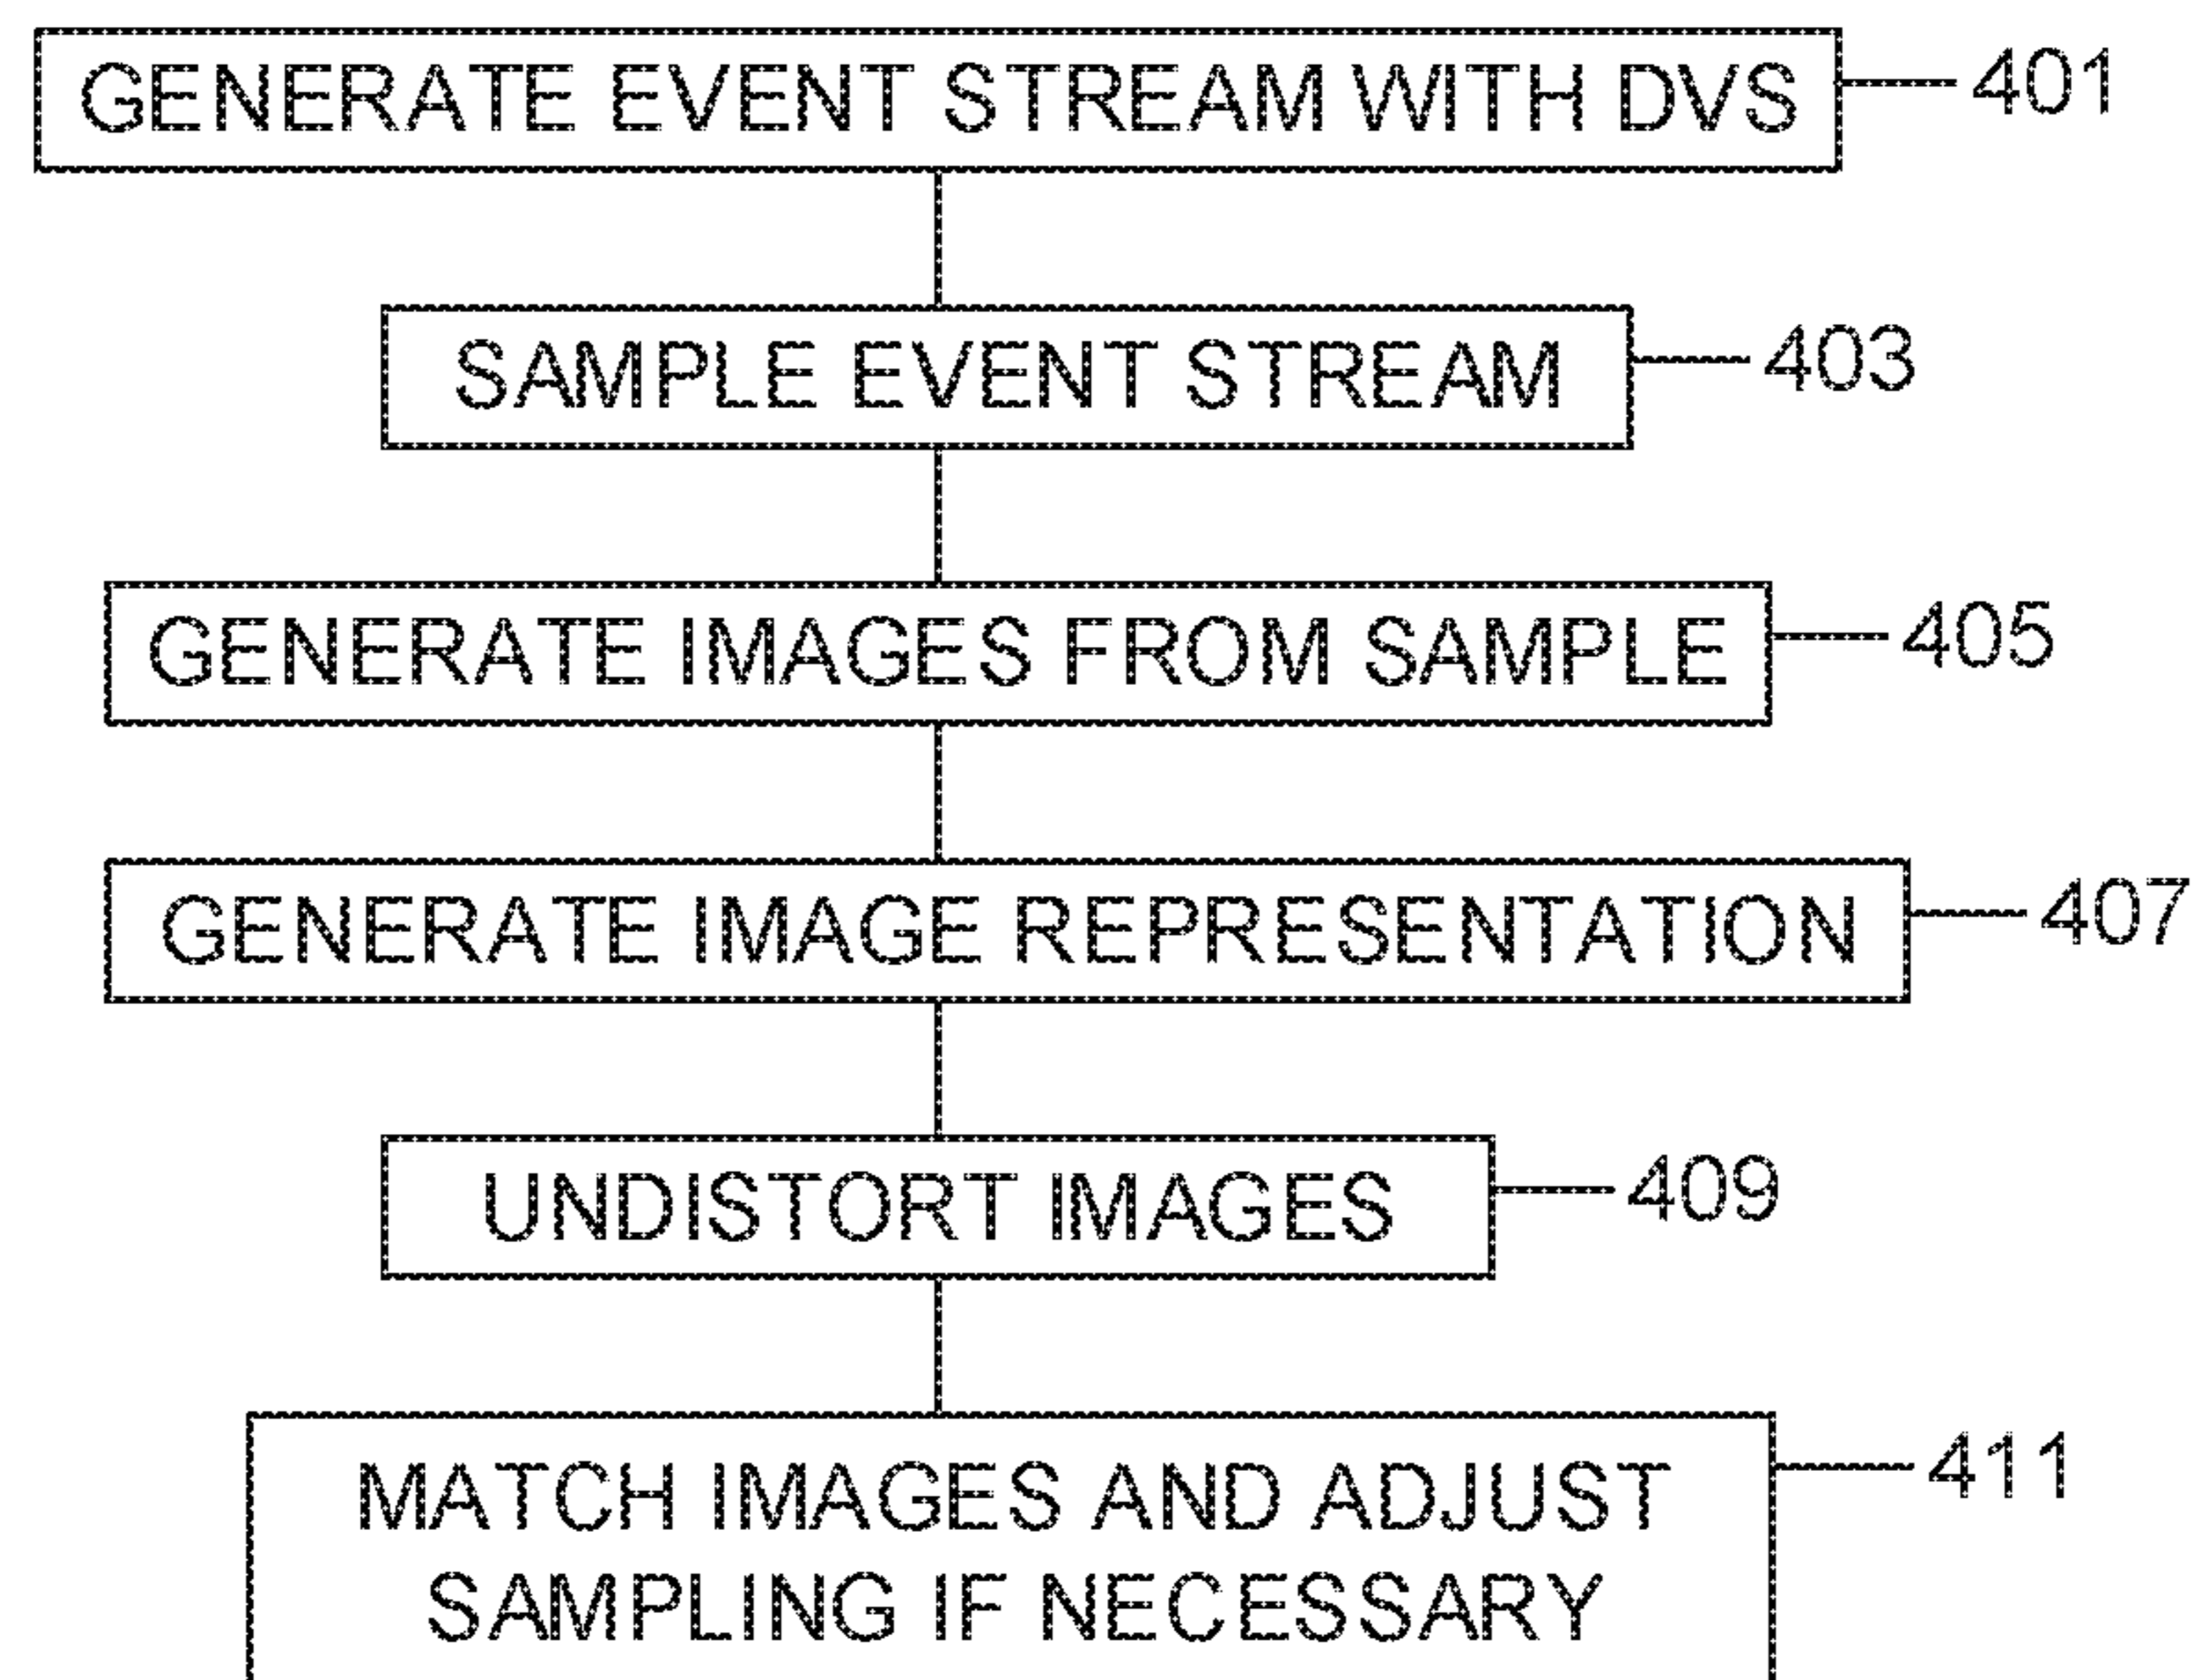 GENERATE EVENT STREAM WITH DVS 401
SAMPLE EVENT STREAM 403
GENERATE IMAGES FROM SAMPLE 405
GENERATE IMAGE REPRESENTATION 407
UNDISTORT IMAGES 409
MATCH IMAGES AND ADJUST 411
SAMPLING IF NECESSARY